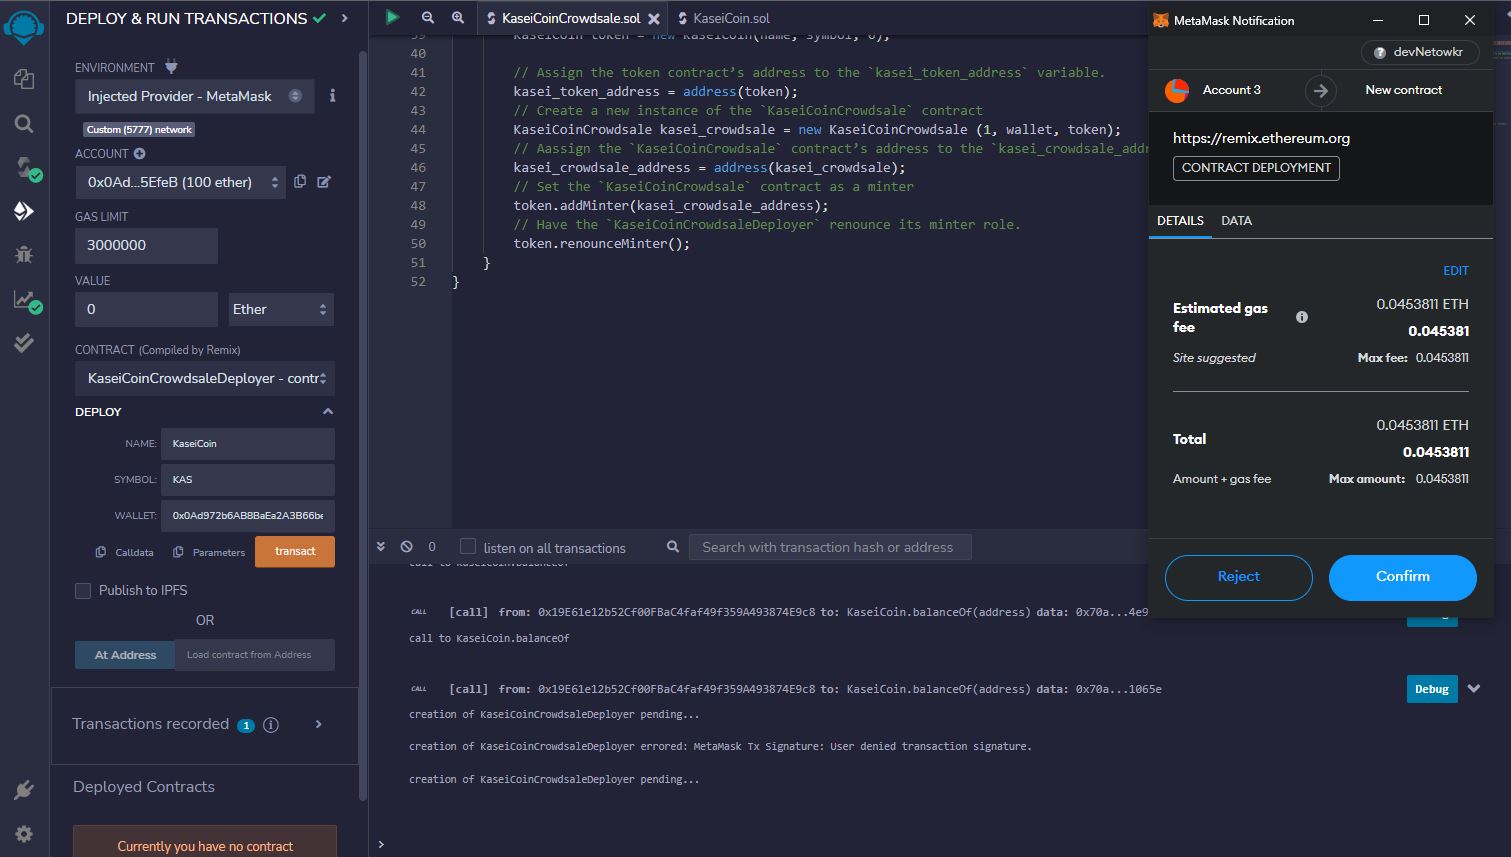 DEPLOY & RUN TRANSACTIONS
ENVIRONMENT
Injected Provider - MetaMask
Custom (5777) network
ACCOUNT
0x0Ad...5EfeB (100 ether)
GAS LIMIT
3000000
VALUE
0
Ether
CONTRACT (Compiled by Remix)
KaseiCoinCrowdsaleDeployer - contr
DEPLOY
NAME: KaseiCoin
SYMBOL: KAS
WALLET: 0x0Ad972b6AB8BaEa2A3B66be
Calldata Parameters transact
Publish to IPFS
OR
At Address Load contract from Address
Transactions recorded 1 i
Deployed Contracts
Currently you have no contract
KaseiCoinCrowdsale.sol KaseiCoin.sol
39 KaseiCoin token = new KaseiCoin(name, symbol, 0);
40
41 // Assign the token contract’s address to the `kasei_token_address` variable.
42 kasei_token_address = address(token);
43 // Create a new instance of the `KaseiCoinCrowdsale` contract
44 KaseiCoinCrowdsale kasei_crowdsale = new KaseiCoinCrowdsale (1, wallet, token);
45 // Aassign the `KaseiCoinCrowdsale` contract’s address to the `kasei_crowdsale_addr
46 kasei_crowdsale_address = address(kasei_crowdsale);
47 // Set the `KaseiCoinCrowdsale` contract as a minter
48 token.addMinter(kasei_crowdsale_address);
49 // Have the `KaseiCoinCrowdsaleDeployer` renounce its minter role.
50 token.renounceMinter();
51 }
52 }
0 listen on all transactions Search with transaction hash or address
call to KaseiCoin.balanceOf
CALL [call] from: 0x19E61e12b52Cf00FBaC4faf49f359A493874E9c8 to: KaseiCoin.balanceOf(address) data: 0x70a...4e9
call to KaseiCoin.balanceOf
CALL [call] from: 0x19E61e12b52Cf00FBaC4faf49f359A493874E9c8 to: KaseiCoin.balanceOf(address) data: 0x70a...1065e
Debug
creation of KaseiCoinCrowdsaleDeployer pending...
creation of KaseiCoinCrowdsaleDeployer errored: MetaMask Tx Signature: User denied transaction signature.
creation of KaseiCoinCrowdsaleDeployer pending...
>
MetaMask Notification
? devNetowkr
Account 3 New contract
https://remix.ethereum.org
CONTRACT DEPLOYMENT
DETAILS DATA
EDIT
Estimated gas fee
0.0453811 ETH
0.045381
Site suggested Max fee: 0.0453811
0.0453811 ETH
Total 0.0453811
Amount + gas fee Max amount: 0.0453811
Reject Confirm